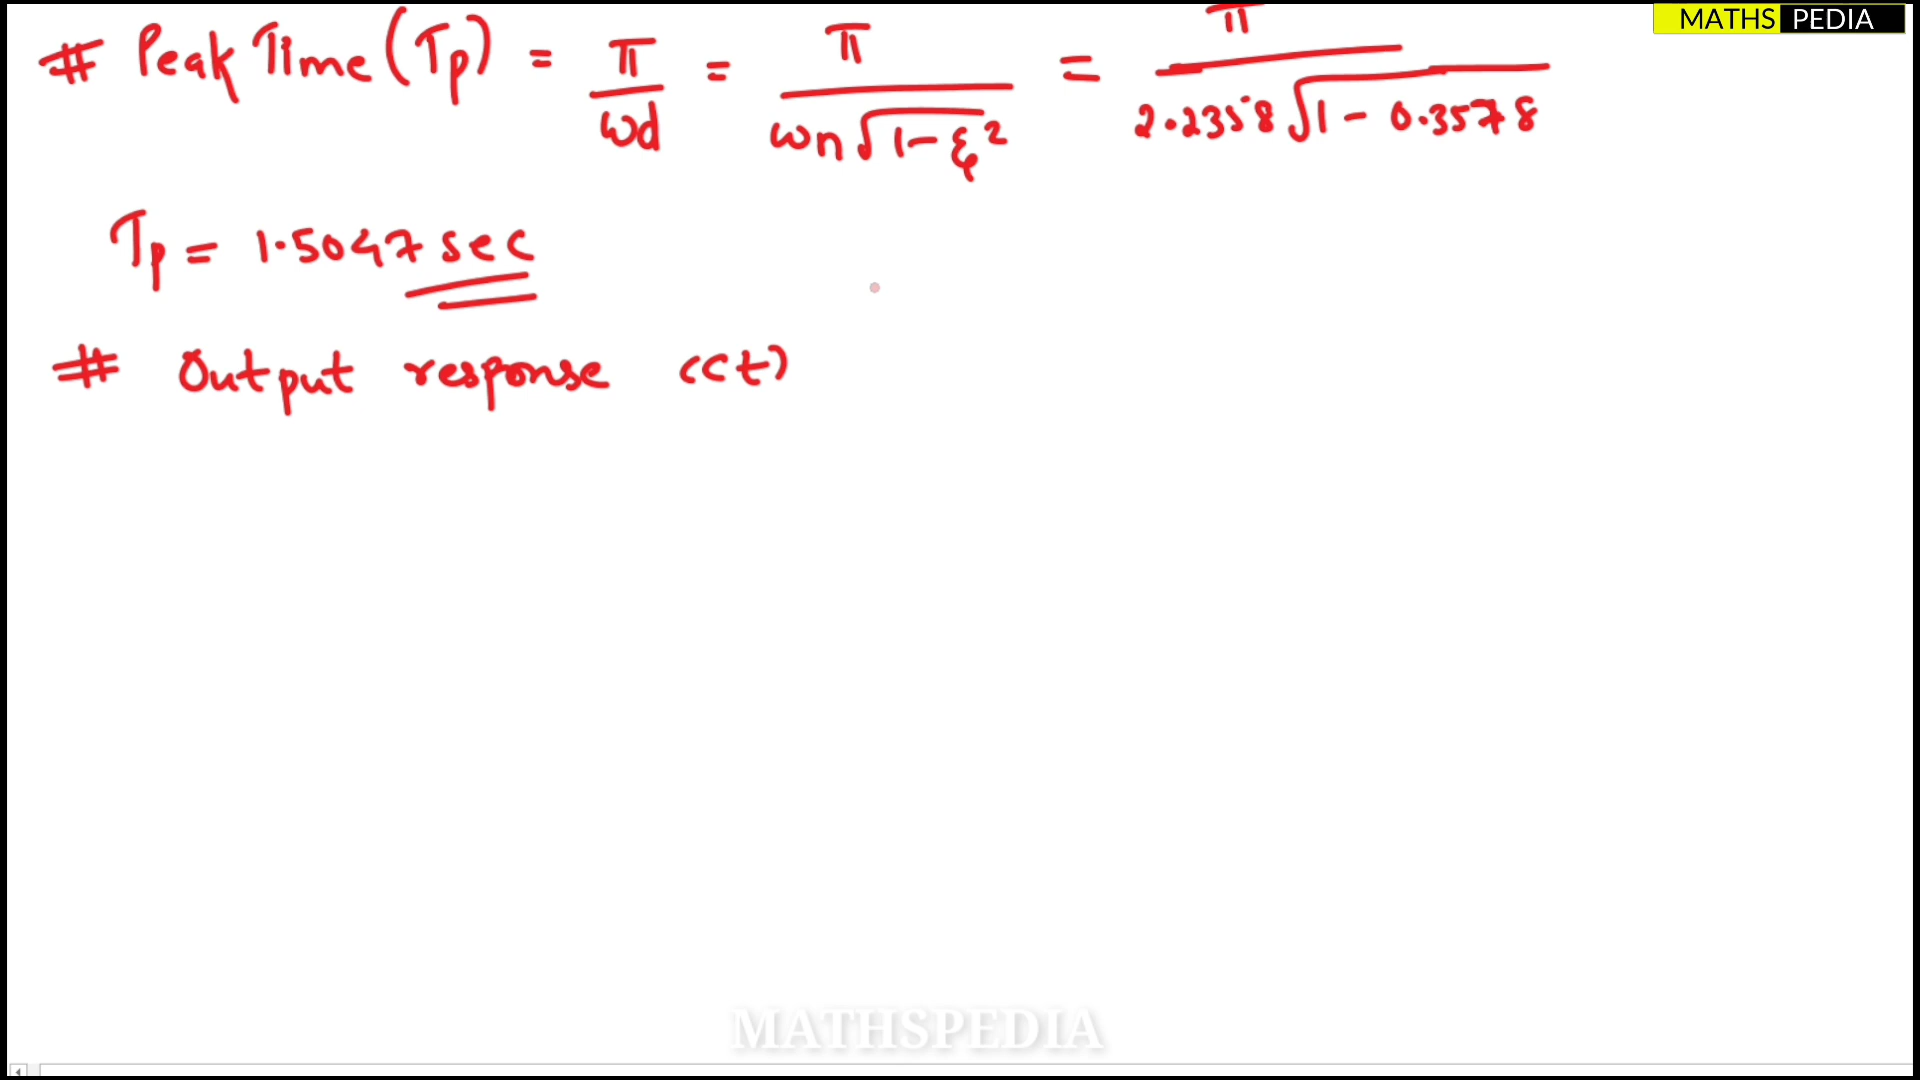 MATHS PEDIA
# Peak Time (Tp) = π/ωd = π/(ωn√(1-ξ²)) = π/(2.2358√(1-0.3578))
Tp = 1.5047 sec
# Output response c(t)
MATHSPEDIA